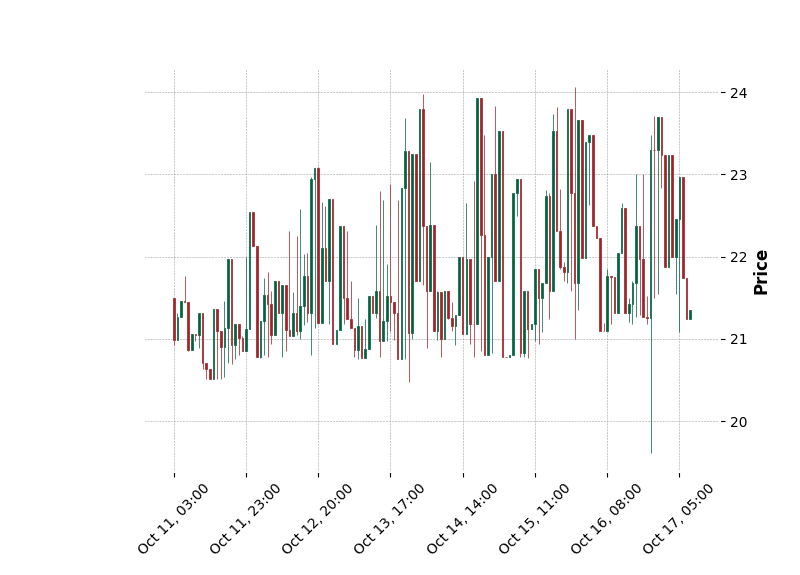 24
23
22
21
20
Price
Oct 11, 03:00
Oct 11, 23:00
Oct 12, 20:00
Oct 13, 17:00
Oct 14, 14:00
Oct 15, 11:00
Oct 16, 08:00
Oct 17, 05:00